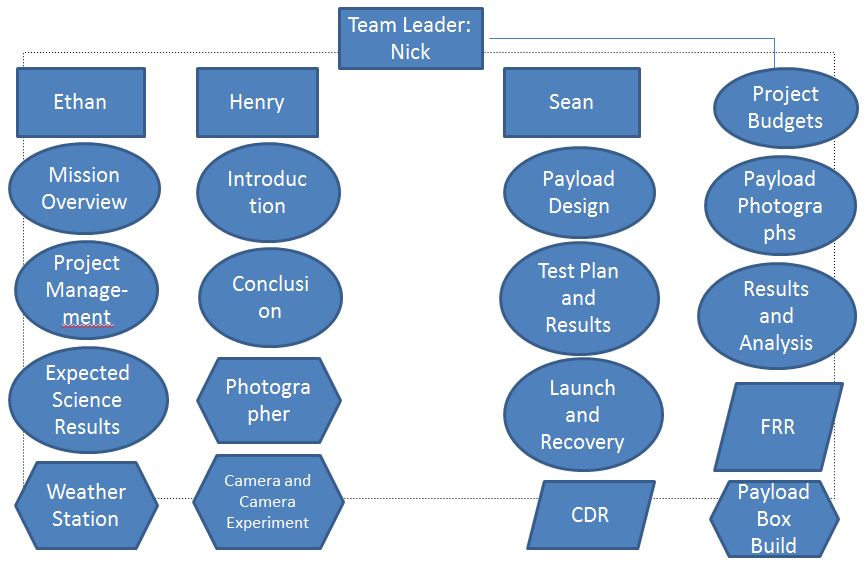 Team Leader:
Nick
Ethan
Mission
Overview
Project
Manage-
ment
Expected
Science
Results
Weather
Station
Henry
Introduc
tion
Conclusi
on
Photogra
pher
Camera and
Camera
Experiment
Sean
Payload
Design
Test Plan
and
Results
Launch
and
Recovery
CDR
Project
Budgets
Payload
Photogra
phs
Results
and
Analysis
FRR
Payload
Box
Build